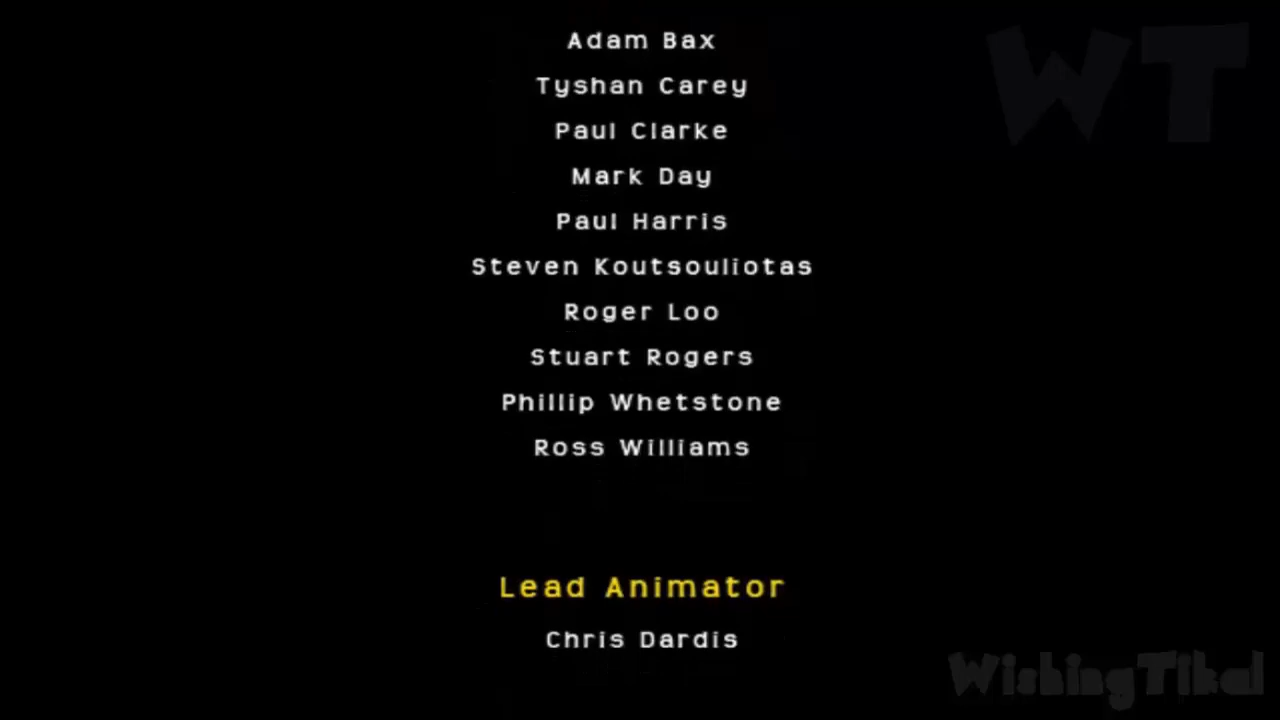 WT
Adam Bax
Tyshan Carey
Paul Clarke
Mark Day
Paul Harris
Steven Koutsouliotas
Roger Loo
Stuart Rogers
Phillip Whetstone
Ross Williams
Lead Animator
Chris Dardis
WishingTikal